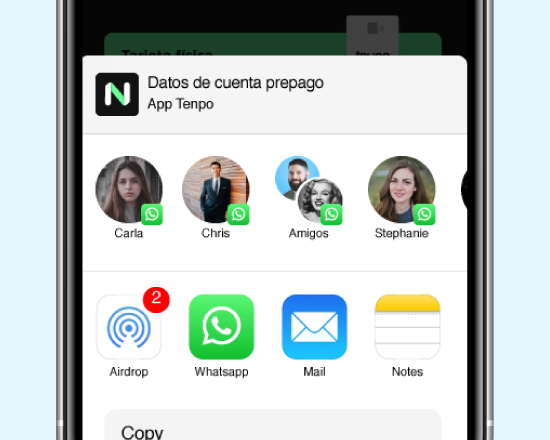 Tarjeta física
Datos de cuenta prepago
App Tenpo
Carla
Chris
Amigos
Stephanie
2
Airdrop
Whatsapp
Mail
Notes
Copy